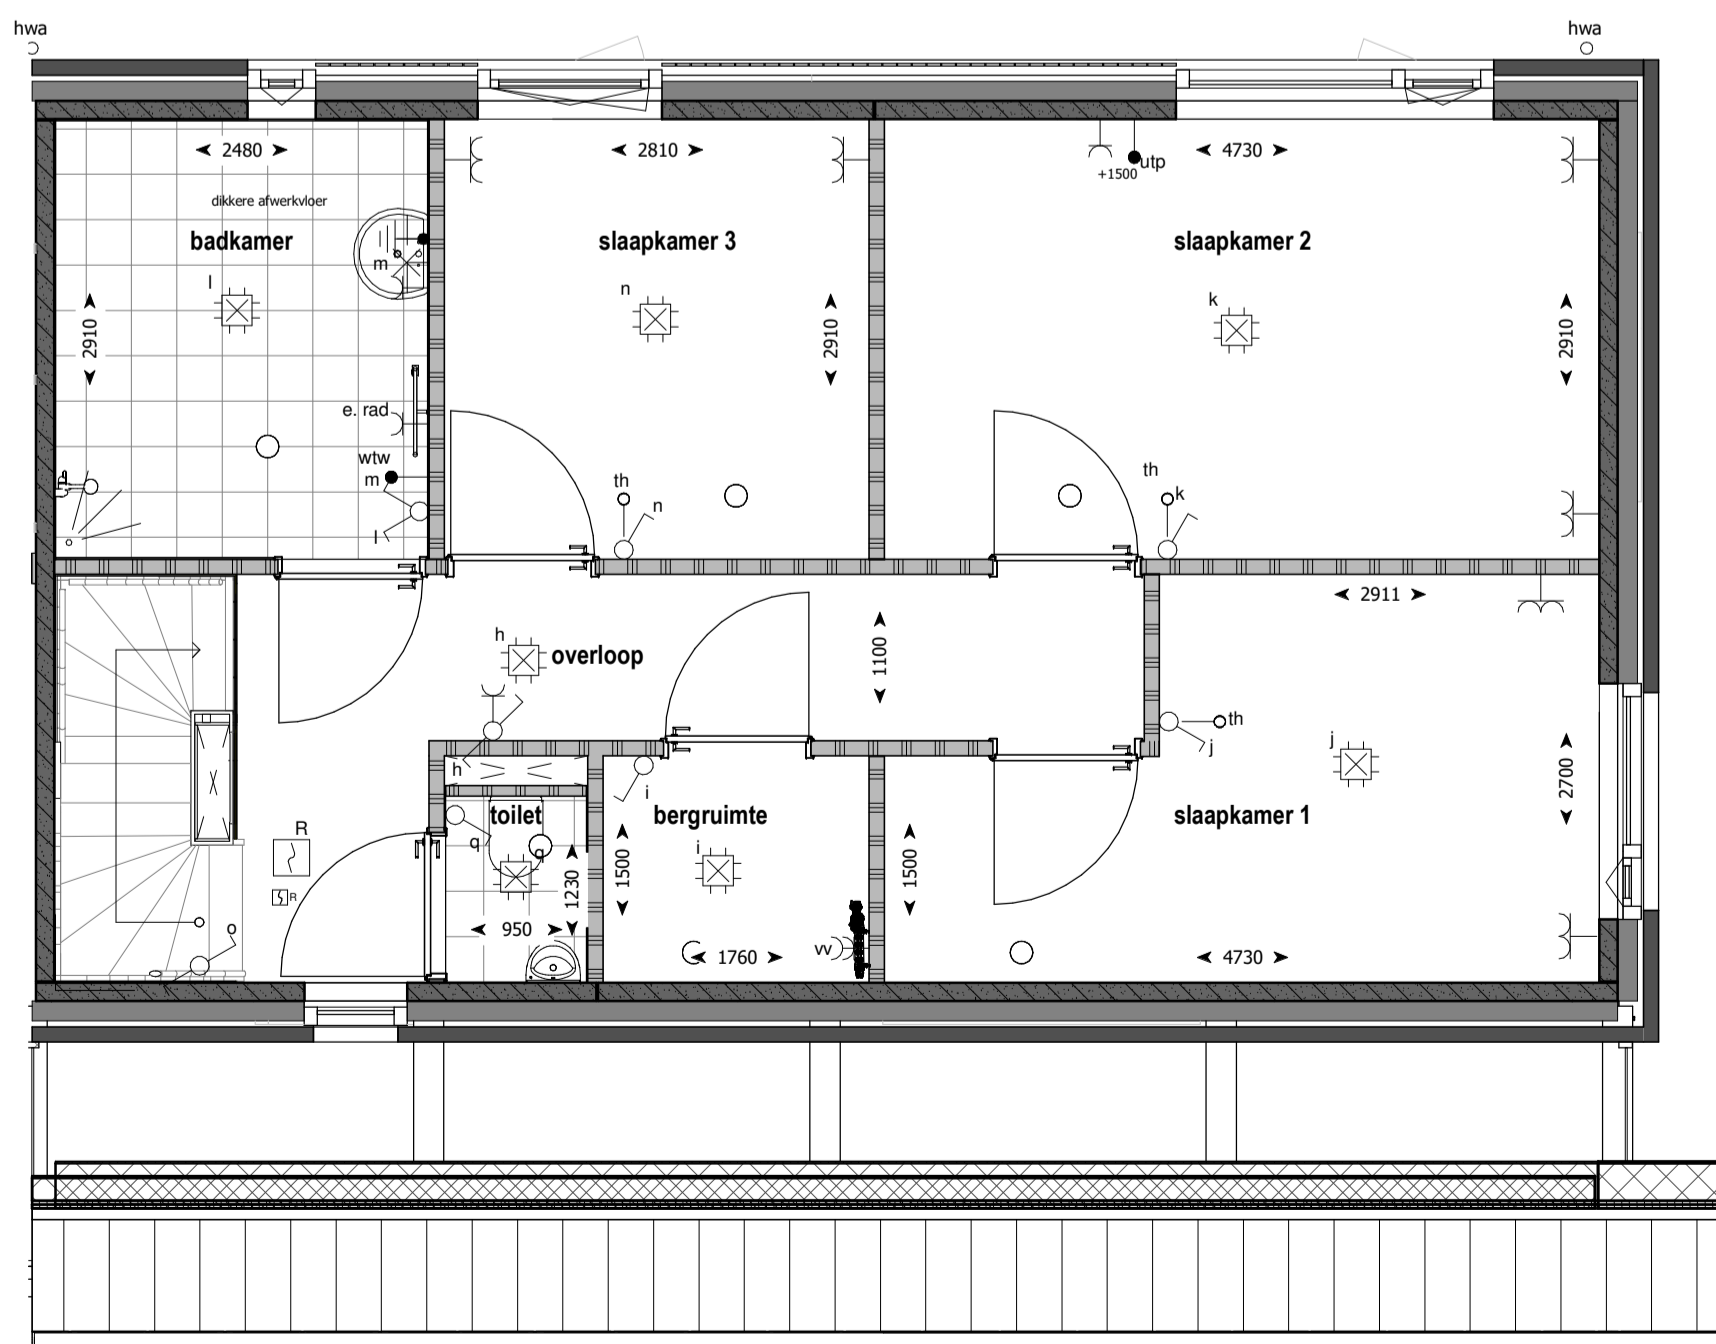 hwa
hwa
2480
2810
4730
utp
+1500
dikkere afwerkvloer
badkamer
slaapkamer 3
slaapkamer 2
m
l
n
k
2910
2910
2910
e. rad
wtw
m
l
th
n
th
k
2911
h
overloop
1100
th
j
j
2700
h
i
toilet
bergruimte
slaapkamer 1
R
q
q
i
1500
1230
1500
R
o
950
vv
1760
4730